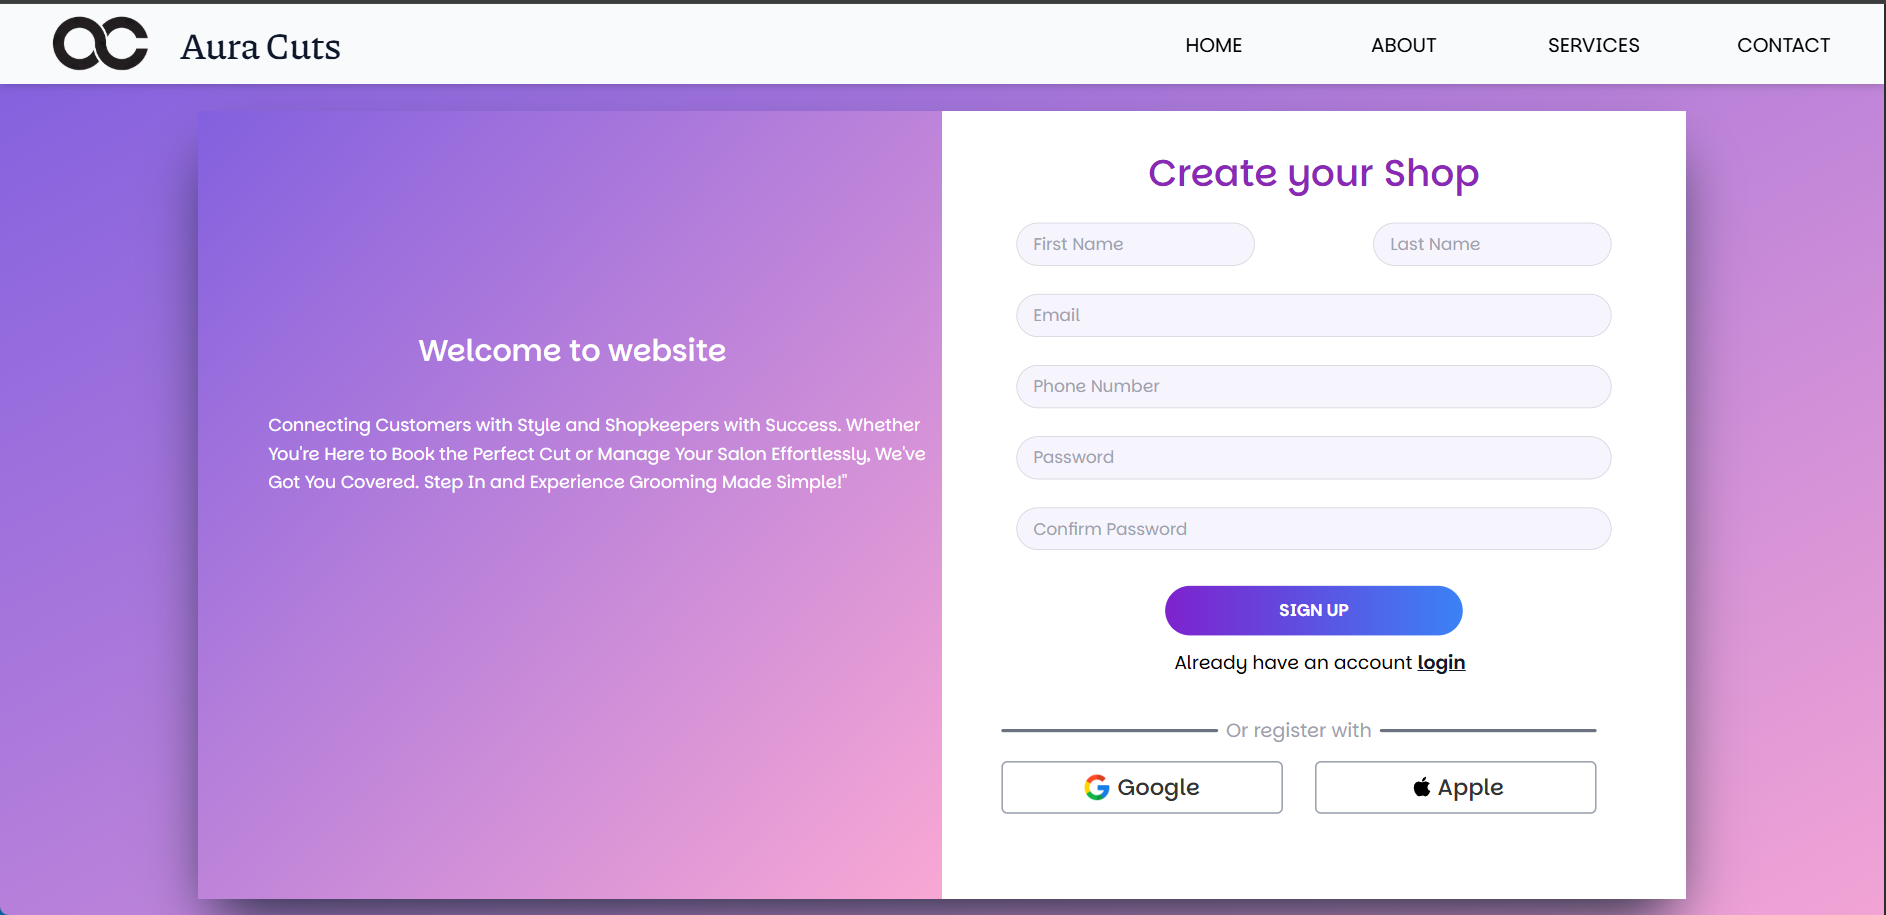 Aura Cuts
HOME
ABOUT
SERVICES
CONTACT
Welcome to website
Connecting Customers with Style and Shopkeepers with Success. Whether
You're Here to Book the Perfect Cut or Manage Your Salon Effortlessly, We've
Got You Covered. Step In and Experience Grooming Made Simple!"
Create your Shop
First Name
Last Name
Email
Phone Number
Password
Confirm Password
SIGN UP
Already have an account login
Or register with
Google
Apple